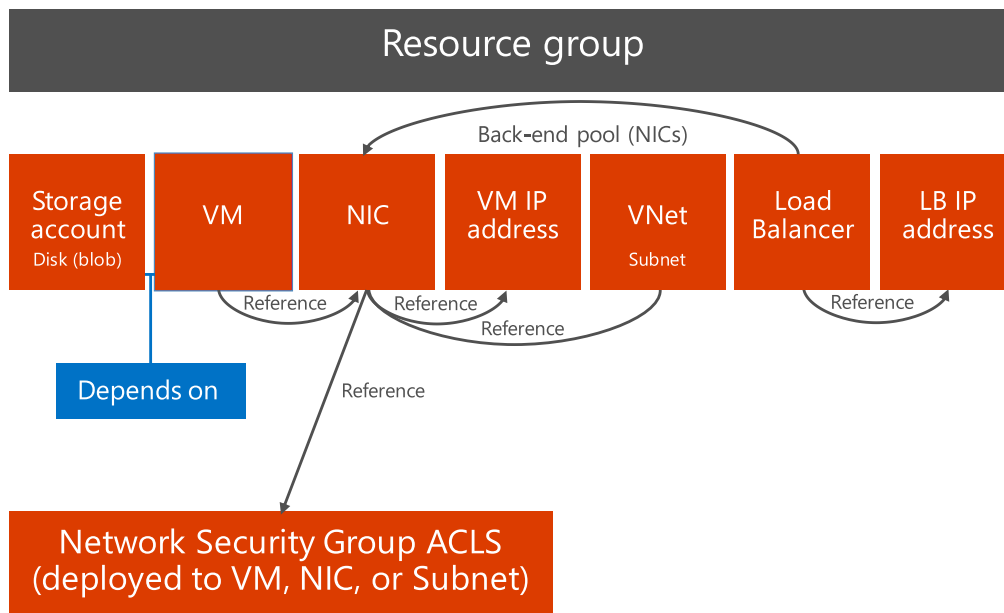 Resource group
Back-end pool (NICs)
Storage
account
Disk (blob)
VM
NIC
VM IP
address
VNet
Subnet
Load
Balancer
LB IP
address
Reference
Reference
Reference
Reference
Depends on
Reference
Network Security Group ACLS
(deployed to VM, NIC, or Subnet)